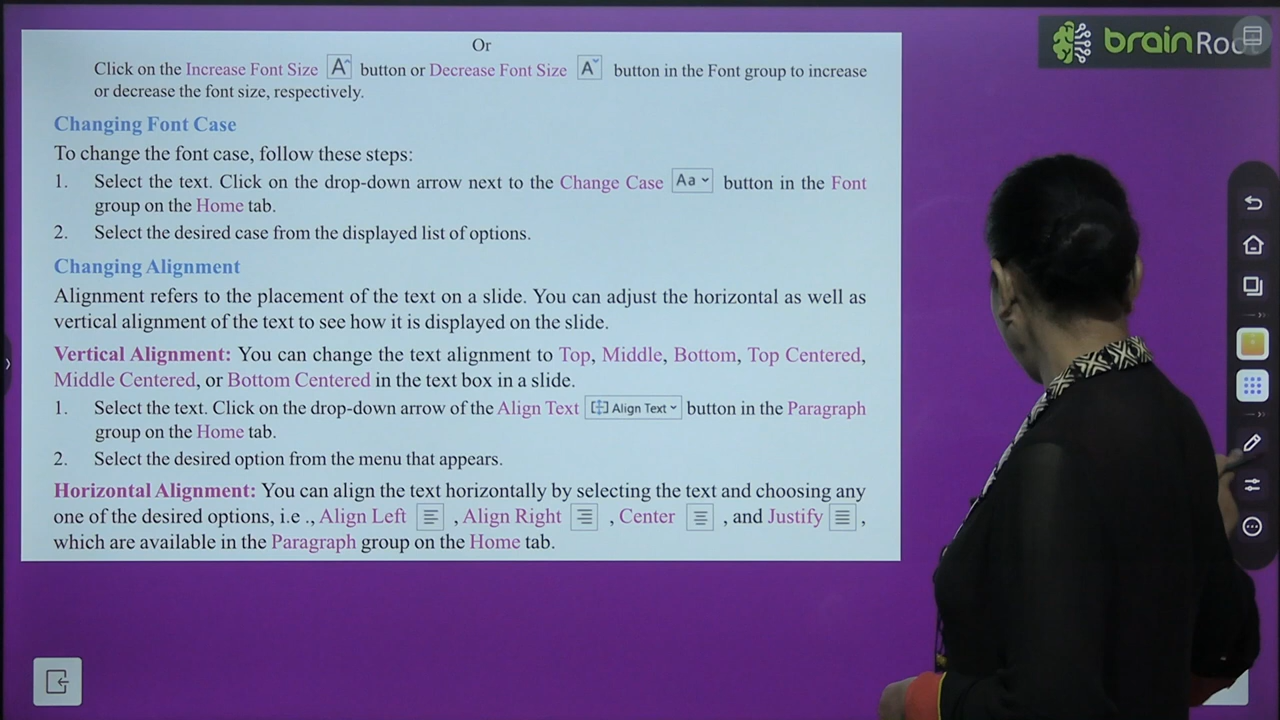 Or
Click on the Increase Font Size A button or Decrease Font Size A button in the Font group to increase
or decrease the font size, respectively.
Changing Font Case
To change the font case, follow these steps:
1. Select the text. Click on the drop-down arrow next to the Change Case Aa button in the Font
group on the Home tab.
2. Select the desired case from the displayed list of options.
Changing Alignment
Alignment refers to the placement of the text on a slide. You can adjust the horizontal as well as
vertical alignment of the text to see how it is displayed on the slide.
Vertical Alignment: You can change the text alignment to Top, Middle, Bottom, Top Centered,
Middle Centered, or Bottom Centered in the text box in a slide.
1. Select the text. Click on the drop-down arrow of the Align Text Align Text button in the Paragraph
group on the Home tab.
2. Select the desired option from the menu that appears.
Horizontal Alignment: You can align the text horizontally by selecting the text and choosing any
one of the desired options, i.e ., Align Left , Align Right , Center , and Justify ,
which are available in the Paragraph group on the Home tab.
brain